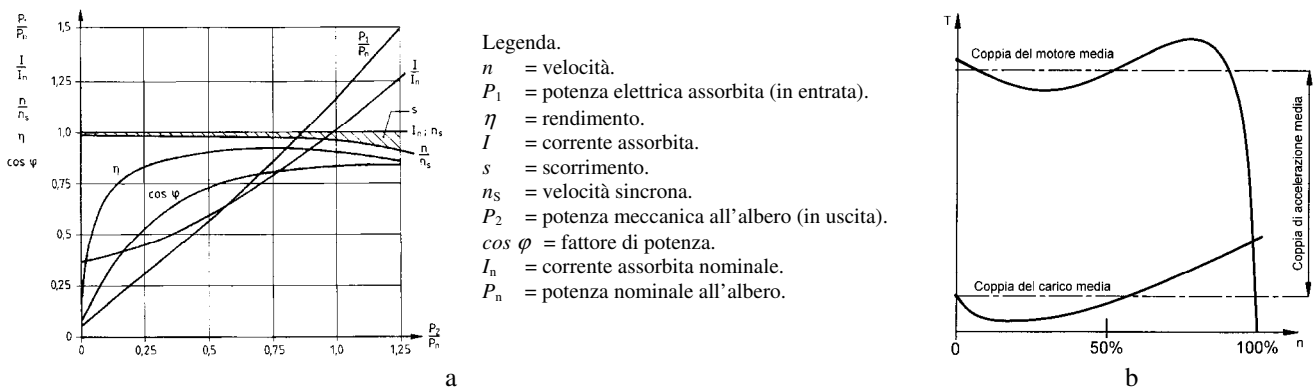 P₁
Pₙ
I
Iₙ
n
nₛ
η
cos φ
1,5
1,25
1,0
0,75
0,5
0,25
0
0
0,25
0,5
0,75
1,0
1,25
P₂
Pₙ
P₁
Pₙ
I
Iₙ
s
Iₙ ; nₛ
n
nₛ
η
cos φ
a
Legenda.
n = velocità.
P₁ = potenza elettrica assorbita (in entrata).
η = rendimento.
I = corrente assorbita.
s = scorrimento.
nS = velocità sincrona.
P₂ = potenza meccanica all'albero (in uscita).
cos φ = fattore di potenza.
Iₙ = corrente assorbita nominale.
Pₙ = potenza nominale all'albero.
T
Coppia del motore media
Coppia di accelerazione media
Coppia del carico media
0
50%
100%
n
b